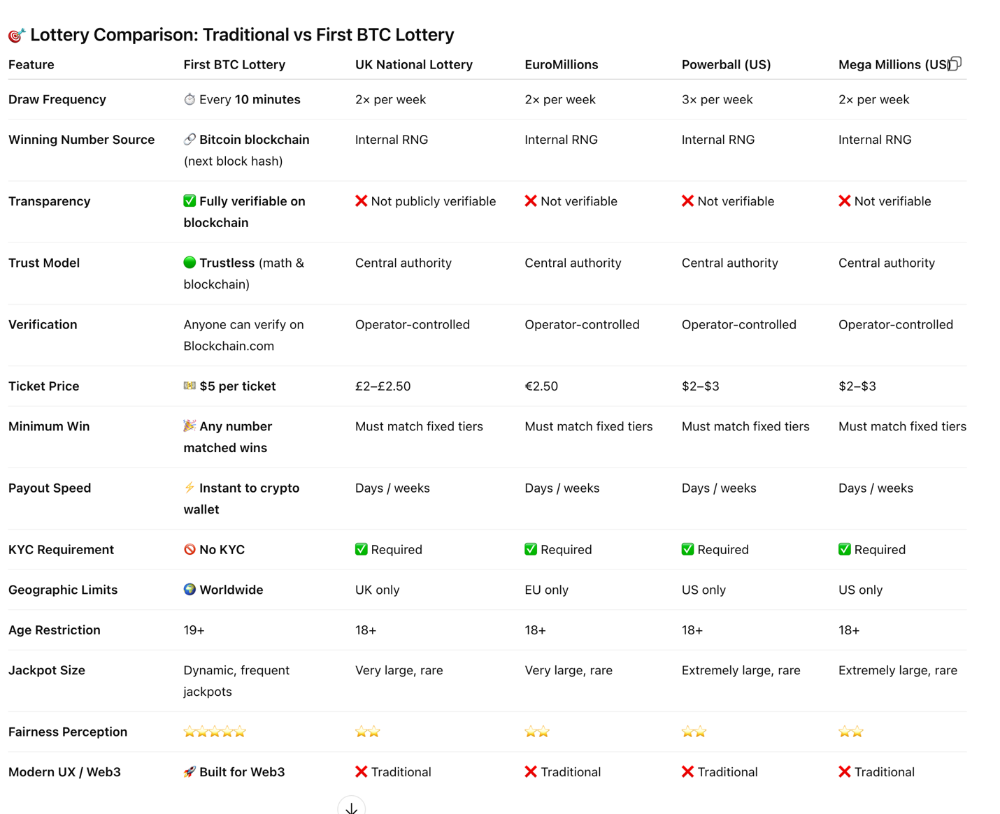 🎯 Lottery Comparison: Traditional vs First BTC Lottery
Feature First BTC Lottery UK National Lottery EuroMillions Powerball (US) Mega Millions (US)
Draw Frequency ⏱ Every 10 minutes 2× per week 2× per week 3× per week 2× per week
Winning Number Source 🔗 Bitcoin blockchain Internal RNG Internal RNG Internal RNG Internal RNG
(next block hash)
Transparency ✅ Fully verifiable on ❌ Not publicly verifiable ❌ Not verifiable ❌ Not verifiable ❌ Not verifiable
blockchain
Trust Model 🟢 Trustless (math & Central authority Central authority Central authority Central authority
blockchain)
Verification Anyone can verify on Operator-controlled Operator-controlled Operator-controlled Operator-controlled
Blockchain.com
Ticket Price 💵 $5 per ticket £2–£2.50 €2.50 $2–$3 $2–$3
Minimum Win 🎉 Any number Must match fixed tiers Must match fixed tiers Must match fixed tiers Must match fixed tiers
matched wins
Payout Speed ⚡ Instant to crypto Days / weeks Days / weeks Days / weeks Days / weeks
wallet
KYC Requirement 🚫 No KYC ✅ Required ✅ Required ✅ Required ✅ Required
Geographic Limits 🌍 Worldwide UK only EU only US only US only
Age Restriction 19+ 18+ 18+ 18+ 18+
Jackpot Size Dynamic, frequent Very large, rare Very large, rare Extremely large, rare Extremely large, rare
jackpots
Fairness Perception ⭐⭐⭐⭐⭐ ⭐⭐ ⭐⭐ ⭐⭐ ⭐⭐
Modern UX / Web3 🚀 Built for Web3 ❌ Traditional ❌ Traditional ❌ Traditional ❌ Traditional